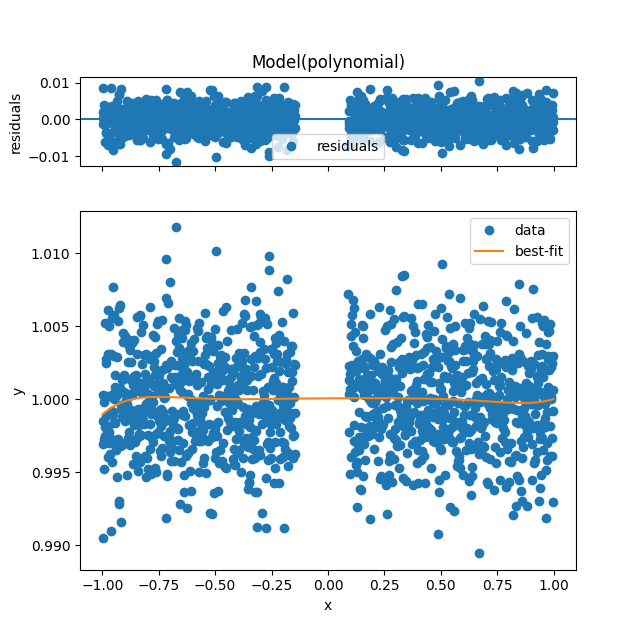 Model(polynomial)
0.01
0.00
−0.01
residuals
residuals
data
best-fit
1.010
1.005
1.000
0.995
0.990
y
−1.00 −0.75 −0.50 −0.25 0.00 0.25 0.50 0.75 1.00
x